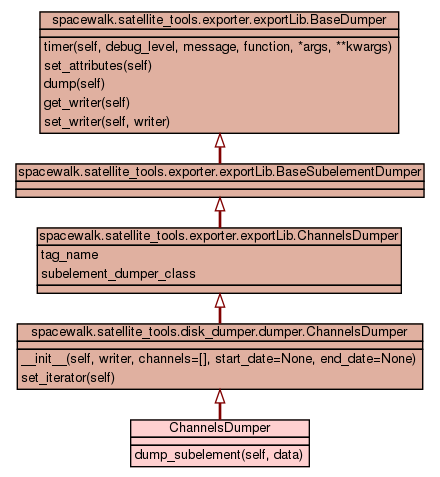 spacewalk.satellite_tools.exporter.exportLib.BaseDumper
timer(self, debug_level, message, function, *args, **kwargs)
set_attributes(self)
dump(self)
get_writer(self)
set_writer(self, writer)
spacewalk.satellite_tools.exporter.exportLib.BaseSubelementDumper
spacewalk.satellite_tools.exporter.exportLib.ChannelsDumper
tag_name
subelement_dumper_class
spacewalk.satellite_tools.disk_dumper.dumper.ChannelsDumper
__init__(self, writer, channels=[], start_date=None, end_date=None)
set_iterator(self)
ChannelsDumper
dump_subelement(self, data)